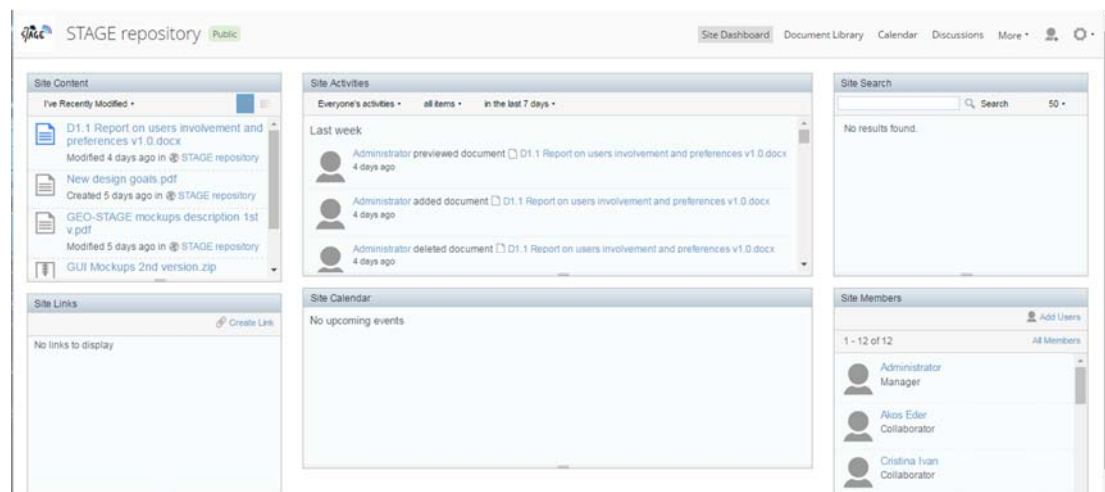 STAGE
STAGE repository Public
Site Dashboard Document Library Calendar Discussions More
Site Content
I've Recently Modified
D1.1 Report on users involvement and
preferences v1.0.docx
Modified 4 days ago in STAGE repository
New design goals.pdf
Created 5 days ago in STAGE repository
GEO-STAGE mockups description 1st
v.pdf
Modified 5 days ago in STAGE repository
GUI Mockups 2nd version.zip
Site Activities
Everyone's activities all items in the last 7 days
Last week
Administrator previewed document D1.1 Report on users involvement and preferences v1.0.docx
4 days ago
Administrator added document D1.1 Report on users involvement and preferences v1.0.docx
4 days ago
Administrator deleted document D1.1 Report on users involvement and preferences v1.0.docx
4 days ago
Site Search
Search 50
No results found.
Site Links
Create Link
No links to display
Site Calendar
No upcoming events
Site Members
Add Users
1 - 12 of 12 All Members
Administrator
Manager
Akos Eder
Collaborator
Cristina Ivan
Collaborator